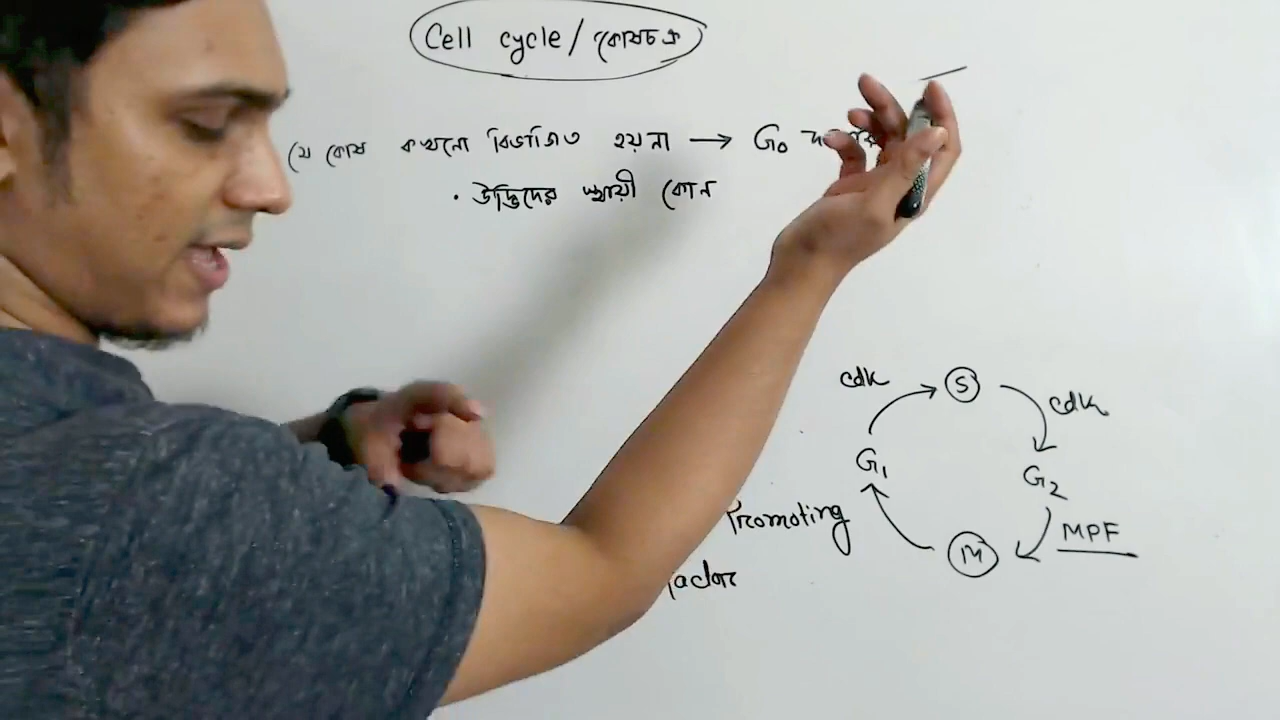 Cell cycle / কোষচক্র
যে কোষ কখনো বিভাজিত হয় না → G₀
• উদ্ভিদের স্থায়ী কোষ
cdk
S
cdk
G₁
G₂
Promoting
MPF
M
factor